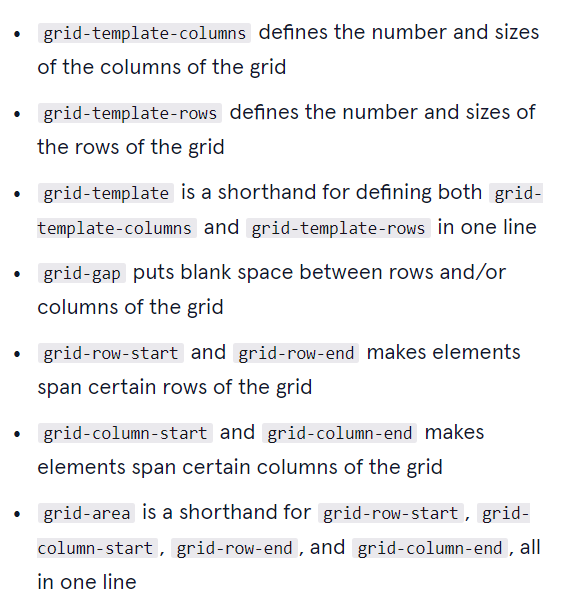 • grid-template-columns defines the number and sizes
of the columns of the grid
• grid-template-rows defines the number and sizes of
the rows of the grid
• grid-template is a shorthand for defining both grid-
template-columns and grid-template-rows in one line
• grid-gap puts blank space between rows and/or
columns of the grid
• grid-row-start and grid-row-end makes elements
span certain rows of the grid
• grid-column-start and grid-column-end makes
elements span certain columns of the grid
• grid-area is a shorthand for grid-row-start, grid-
column-start, grid-row-end, and grid-column-end, all
in one line